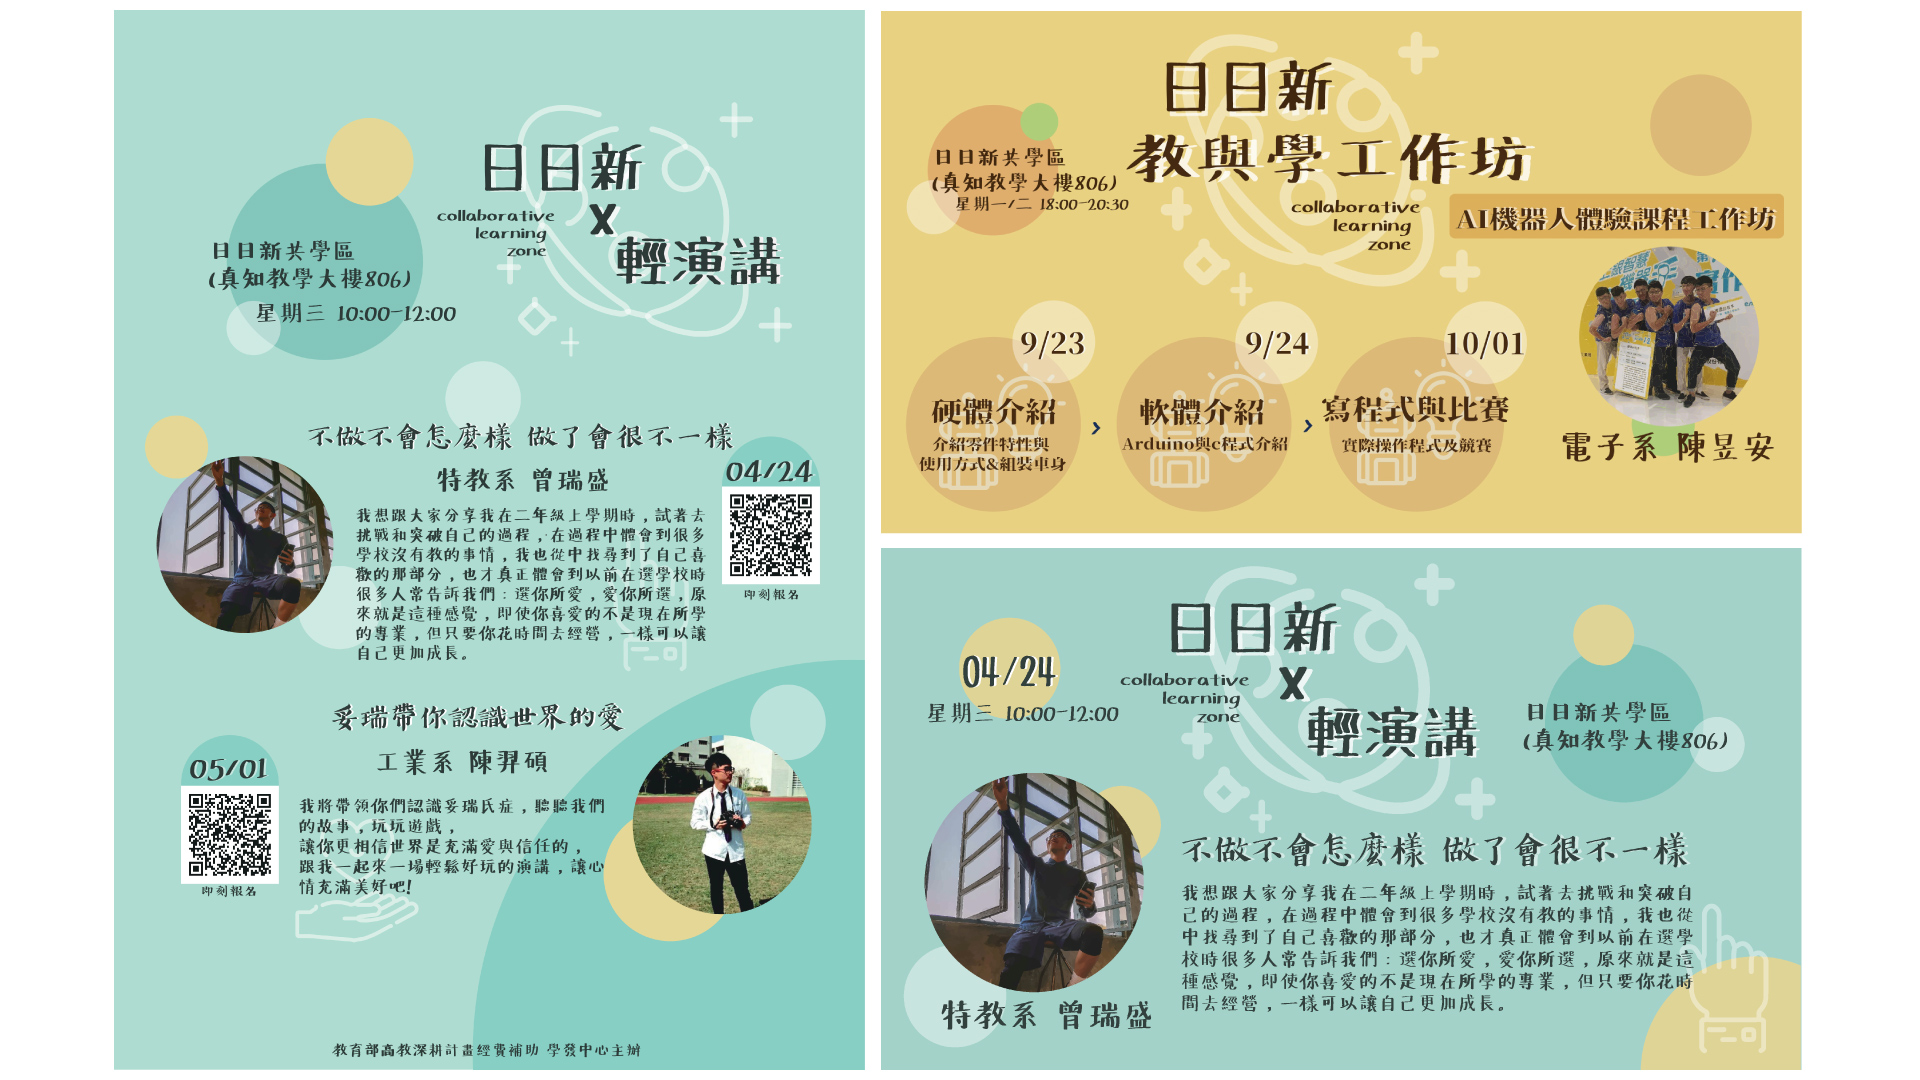 日日新
x
輕演講
collaborative
learning
zone
日日新共學區
(真知教學大樓806)
星期三 10:00-12:00
不做不會怎麼樣 做了會很不一樣
特教系 曾瑞盛
04/24
我想跟大家分享我在二年級上學期時，試著去
挑戰和突破自己的過程，在過程中體會到很多
學校沒有教的事情，我也從中找尋到了自己喜
歡的那部分，也才真正體會到以前在選學校時
很多人常告訴我們：選你所愛，愛你所選，原
來就是這種感覺，即使你喜愛的不是現在所學
的專業，但只要你花時間去經營，一樣可以讓
自己更加成長。
即刻報名
妥瑞帶你認識世界的愛
工業系 陳羿碩
05/01
我將帶領你們認識妥瑞氏症，聽聽我們
的故事，玩玩遊戲，
讓你更相信世界是充滿愛與信任的，
跟我一起來一場輕鬆好玩的演講，讓心
情充滿美好吧!
即刻報名
教育部高教深耕計畫經費補助 學發中心主辦
日日新
教與學工作坊
collaborative
learning
zone
日日新共學區
(真知教學大樓806)
星期一/二 18:00-20:30
AI機器人體驗課程工作坊
9/23
硬體介紹
介紹零件特性與
使用方式&組裝車身
›
9/24
軟體介紹
Arduino與c程式介紹
›
10/01
寫程式與比賽
實際操作程式及競賽
電子系 陳昱安
日日新
x
輕演講
collaborative
learning
zone
04/24
星期三 10:00-12:00
日日新共學區
(真知教學大樓806)
不做不會怎麼樣 做了會很不一樣
我想跟大家分享我在二年級上學期時，試著去挑戰和突破自
己的過程，在過程中體會到很多學校沒有教的事情，我也從
中找尋到了自己喜歡的那部分，也才真正體會到以前在選學
校時很多人常告訴我們：選你所愛，愛你所選，原來就是這
種感覺，即使你喜愛的不是現在所學的專業，但只要你花時
間去經營，一樣可以讓自己更加成長。
特教系 曾瑞盛